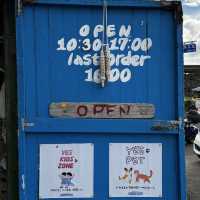 OPEN
10:30-17:00
last order
16:00
OPEN
YES
KIDS
ZONE
YES
PET